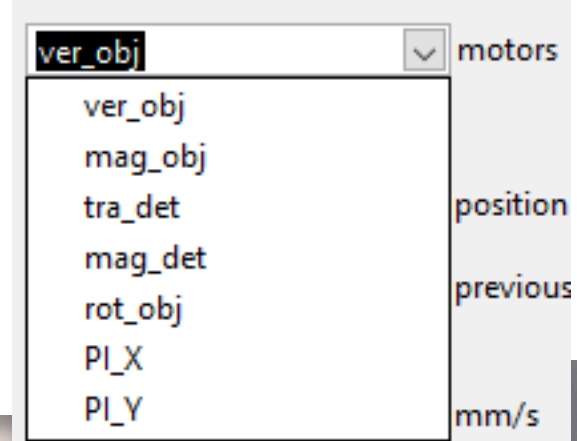 ver_obj motors
ver_obj
mag_obj
tra_det
position
mag_det
previous
rot_obj
PI_X
PI_Y
mm/s